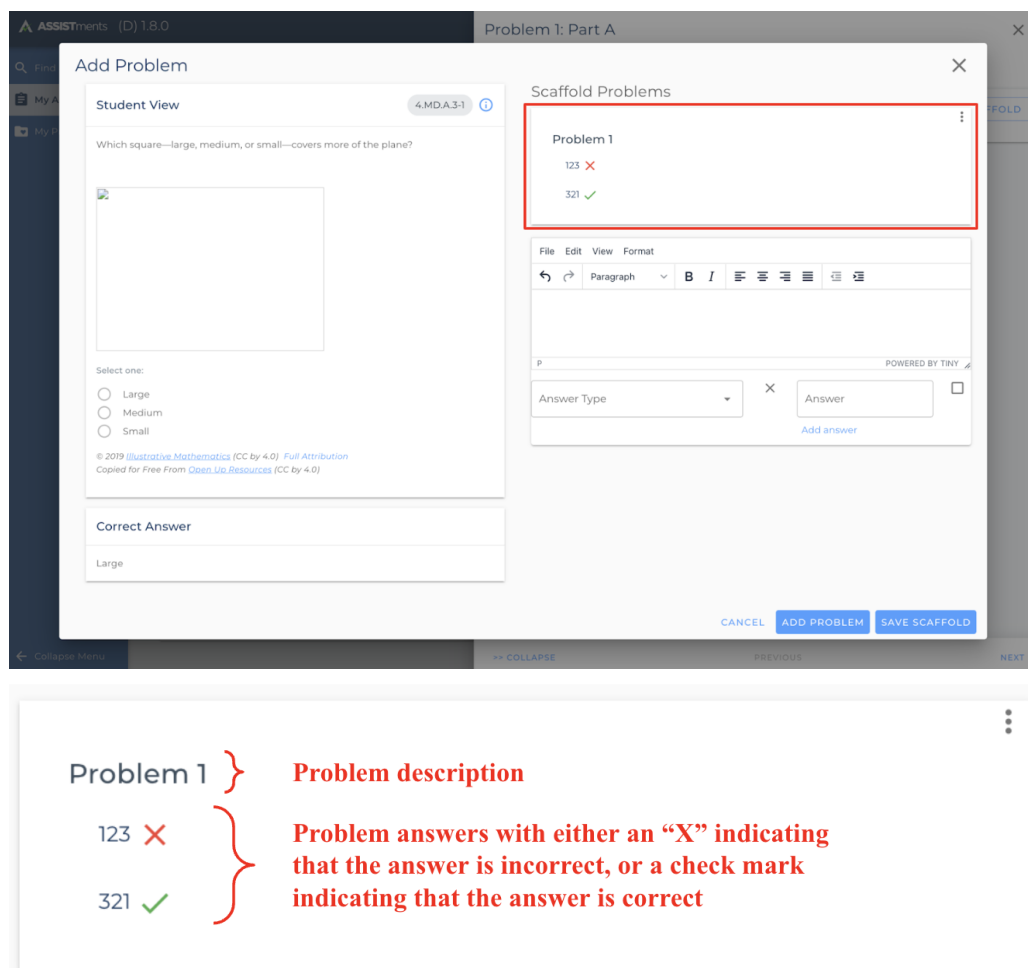 ASSISTments (D) 1.8.0
Problem 1: Part A
Find
My A
My P
FOLD
Add Problem
Student View
4.MD.A.3-1
Which square—large, medium, or small—covers more of the plane?
Select one:
Large
Medium
Small
© 2019 Illustrative Mathematics (CC by 4.0) Full Attribution
Copied for Free From Open Up Resources (CC by 4.0)
Correct Answer
Large
Scaffold Problems
Problem 1
123
321
File Edit View Format
Paragraph B I
P POWERED BY TINY
Answer Type
Answer
Add answer
CANCEL ADD PROBLEM SAVE SCAFFOLD
Collapse Menu
>> COLLAPSE PREVIOUS NEXT
Problem 1
Problem description
123
321
Problem answers with either an “X” indicating
that the answer is incorrect, or a check mark
indicating that the answer is correct